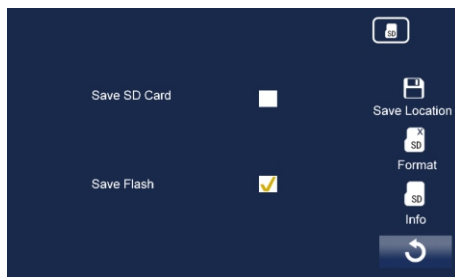 SD
Save SD Card
Save Location
X
SD
Format
Save Flash
SD
Info